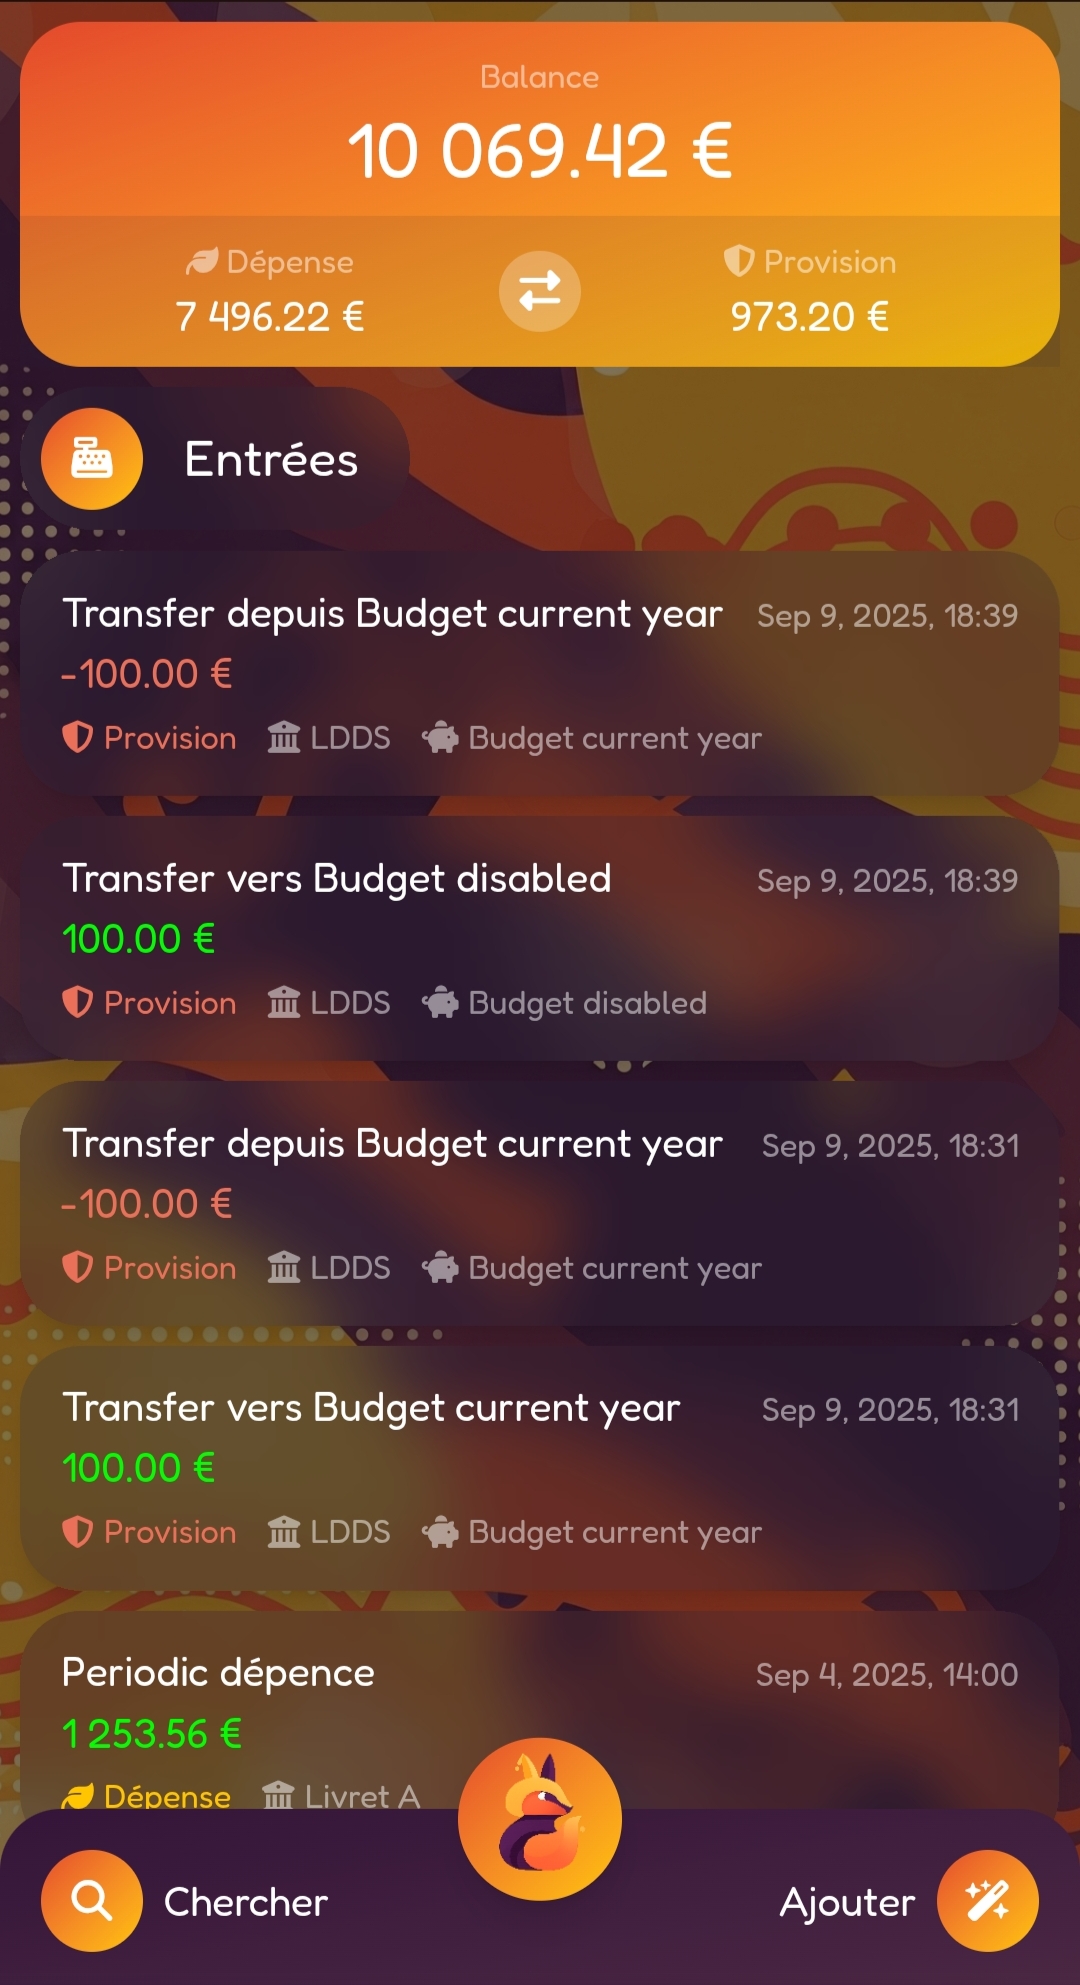 Balance
10 069.42 €
Dépense Provision
7 496.22 € 973.20 €
Entrées
Transfer depuis Budget current year Sep 9, 2025, 18:39
-100.00 €
Provision LDDS Budget current year
Transfer vers Budget disabled Sep 9, 2025, 18:39
100.00 €
Provision LDDS Budget disabled
Transfer depuis Budget current year Sep 9, 2025, 18:31
-100.00 €
Provision LDDS Budget current year
Transfer vers Budget current year Sep 9, 2025, 18:31
100.00 €
Provision LDDS Budget current year
Periodic dépence Sep 4, 2025, 14:00
1 253.56 €
Dépense Livret A
Chercher Ajouter